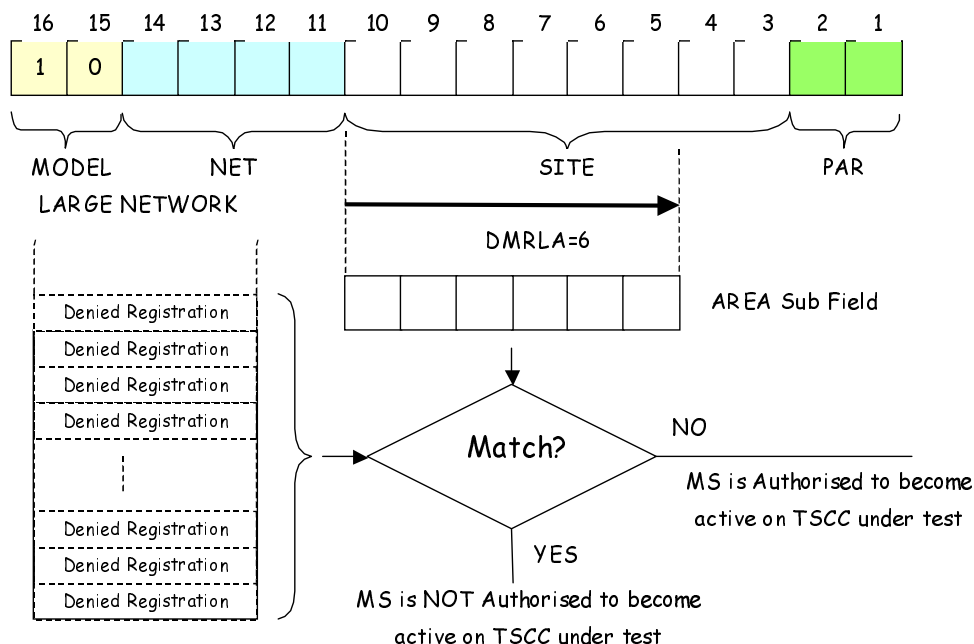 16 15 14 13 12 11 10 9 8 7 6 5 4 3 2 1
1 0
MODEL NET SITE PAR
LARGE NETWORK
DMRLA=6
AREA Sub Field
Denied Registration
Denied Registration
Denied Registration
Denied Registration
Match?
NO
MS is Authorised to become
active on TSCC under test
Denied Registration
Denied Registration
Denied Registration
YES
MS is NOT Authorised to become
active on TSCC under test